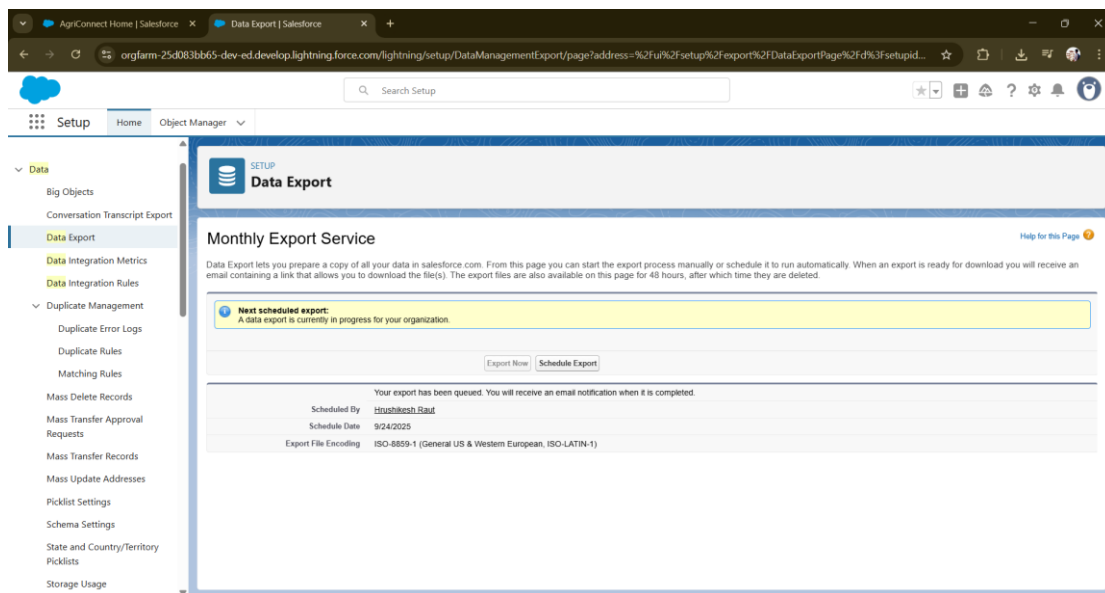 AgriConnect Home | Salesforce
Data Export | Salesforce
orgfarm-25d083bb65-dev-ed.develop.lightning.force.com/lightning/setup/DataManagementExport/page?address=%2Fui%2Fsetup%2Fexport%2FDataExportPage%2Fd%3Fsetupid...
Search Setup
Setup
Home
Object Manager
Data
Big Objects
Conversation Transcript Export
Data Export
Data Integration Metrics
Data Integration Rules
Duplicate Management
Duplicate Error Logs
Duplicate Rules
Matching Rules
Mass Delete Records
Mass Transfer Approval
Requests
Mass Transfer Records
Mass Update Addresses
Picklist Settings
Schema Settings
State and Country/Territory
Picklists
Storage Usage
SETUP
Data Export
Monthly Export Service
Help for this Page
Data Export lets you prepare a copy of all your data in salesforce.com. From this page you can start the export process manually or schedule it to run automatically. When an export is ready for download you will receive an
email containing a link that allows you to download the file(s). The export files are also available on this page for 48 hours, after which time they are deleted.
Next scheduled export:
A data export is currently in progress for your organization.
Export Now Schedule Export
Your export has been queued. You will receive an email notification when it is completed.
Scheduled By Hrushikesh Raut
Schedule Date 9/24/2025
Export File Encoding ISO-8859-1 (General US & Western European, ISO-LATIN-1)